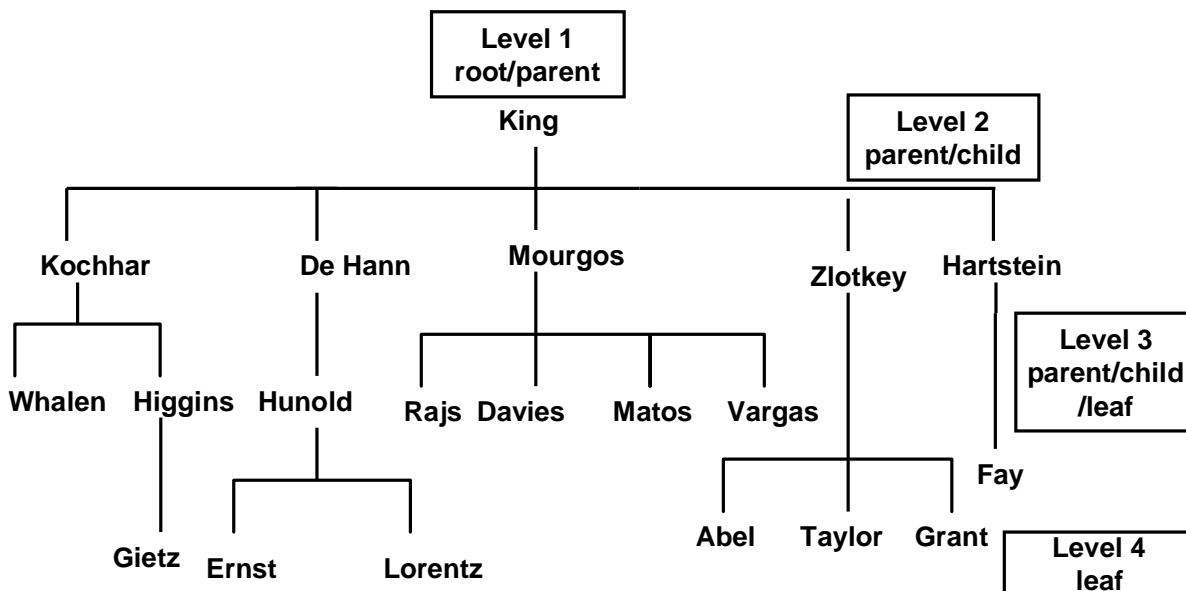 Level 1
root/parent
King
Level 2
parent/child
Kochhar
De Hann
Mourgos
Zlotkey
Hartstein
Level 3
parent/child
/leaf
Whalen
Higgins
Hunold
Rajs
Davies
Matos
Vargas
Fay
Abel
Taylor
Grant
Gietz
Ernst
Lorentz
Level 4
leaf